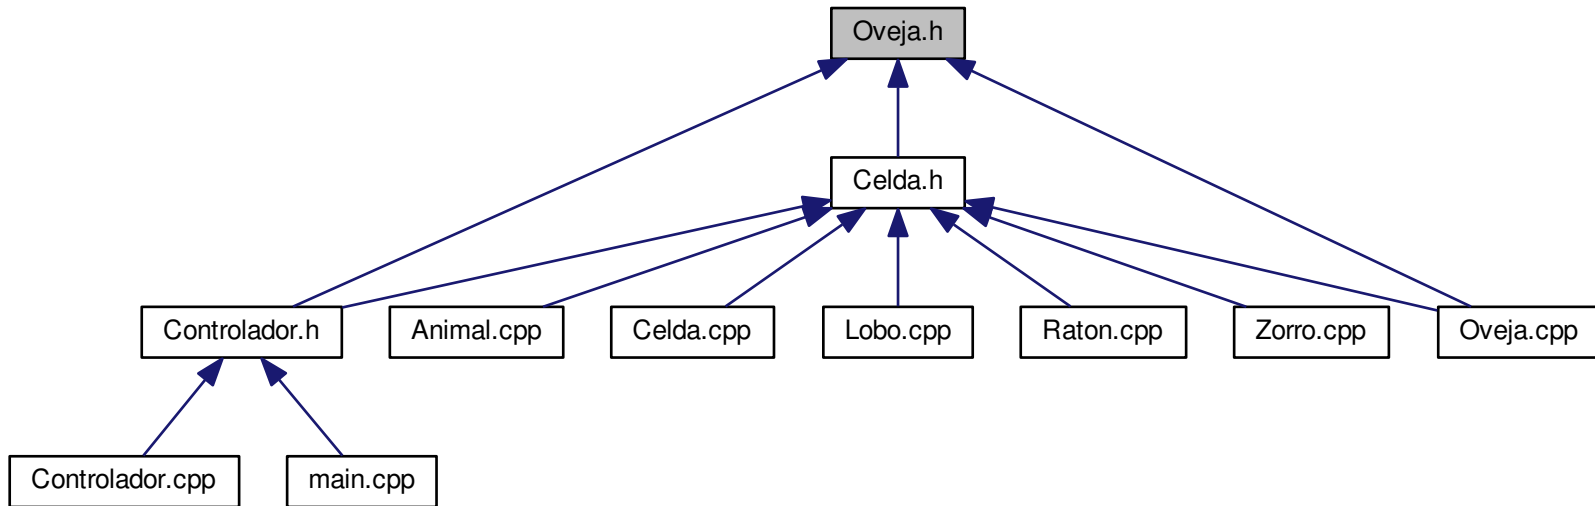 Oveja.h
Celda.h
Controlador.h
Animal.cpp
Celda.cpp
Lobo.cpp
Raton.cpp
Zorro.cpp
Oveja.cpp
Controlador.cpp
main.cpp